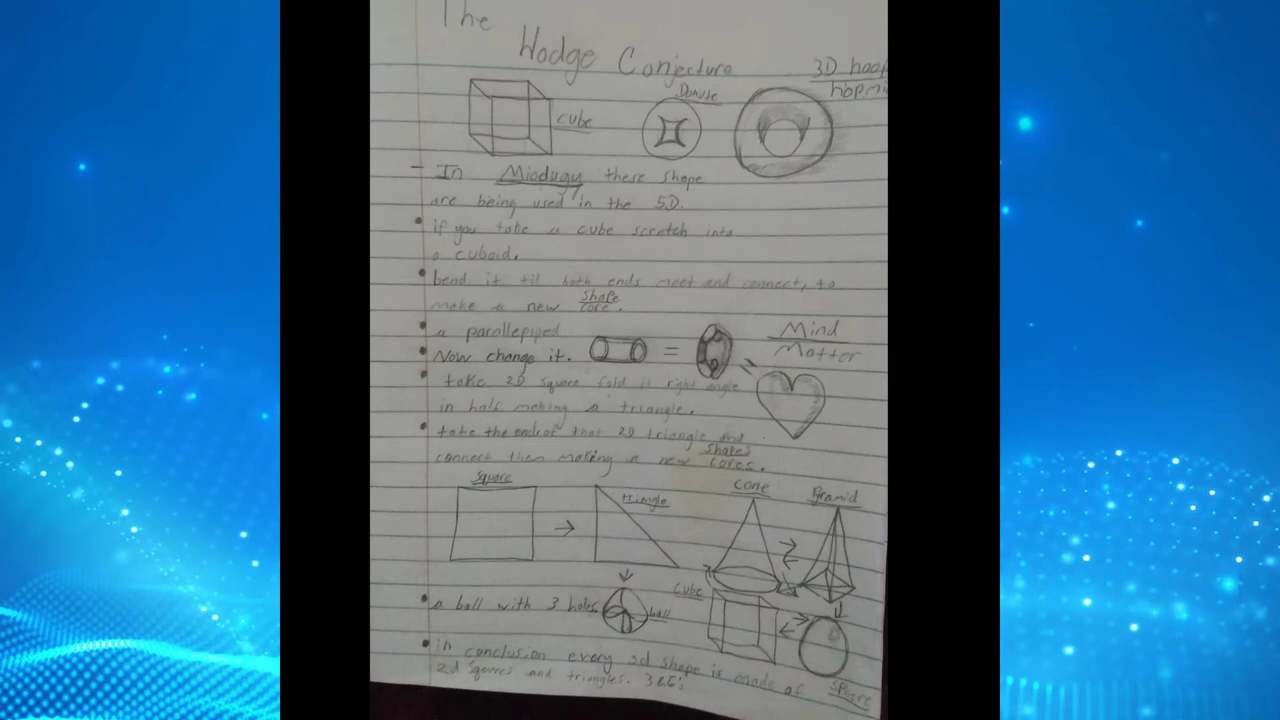 The
Hodge Conjecture
3D hoop
Donute
cube
- In Miodugy these shape
are being used in the 5D.
• if you take a cube scretch into
a cuboid.
• bend it til both ends meet and connect, to
make a new shape
core.
• a parallepiped
• Now change it.
=
Mind
Matter
• take 2D square fold it right angle
in half making a triangle.
• take the end of that 2D triangle and
connect them making a new shapes
cores.
square
triangle
cone
Pyramid
cube
• a ball with 3 holes
ball
• in conclusion every 3d shape is made of
2d squares and triangles. 3&6's
sphere